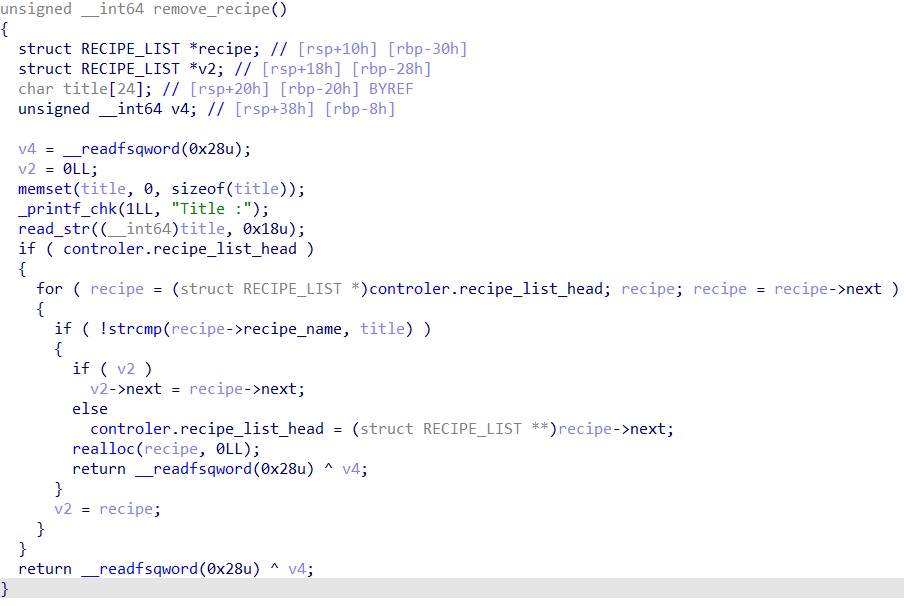 unsigned __int64 remove_recipe()
{
  struct RECIPE_LIST *recipe; // [rsp+10h] [rbp-30h]
  struct RECIPE_LIST *v2; // [rsp+18h] [rbp-28h]
  char title[24]; // [rsp+20h] [rbp-20h] BYREF
  unsigned __int64 v4; // [rsp+38h] [rbp-8h]

  v4 = __readfsqword(0x28u);
  v2 = 0LL;
  memset(title, 0, sizeof(title));
  _printf_chk(1LL, "Title :");
  read_str((__int64)title, 0x18u);
  if ( controler.recipe_list_head )
  {
    for ( recipe = (struct RECIPE_LIST *)controler.recipe_list_head; recipe; recipe = recipe->next )
    {
      if ( !strcmp(recipe->recipe_name, title) )
      {
        if ( v2 )
          v2->next = recipe->next;
        else
          controler.recipe_list_head = (struct RECIPE_LIST **)recipe->next;
        realloc(recipe, 0LL);
        return __readfsqword(0x28u) ^ v4;
      }
      v2 = recipe;
    }
  }
  return __readfsqword(0x28u) ^ v4;
}